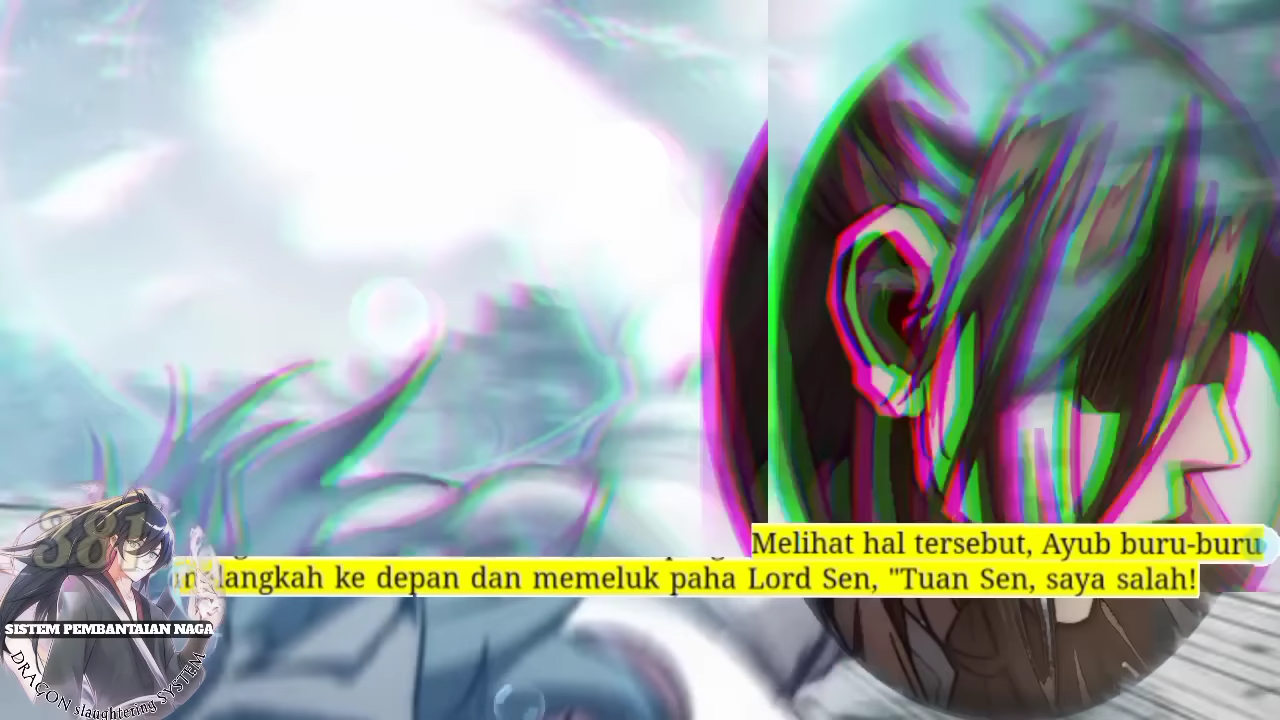 Melihat hal tersebut, Ayub buru-buru
langkah ke depan dan memeluk paha Lord Sen, "Tuan Sen, saya salah!
381
SISTEM PEMBANTAIAN NAGA
DRAGON slaughtering SYSTEM